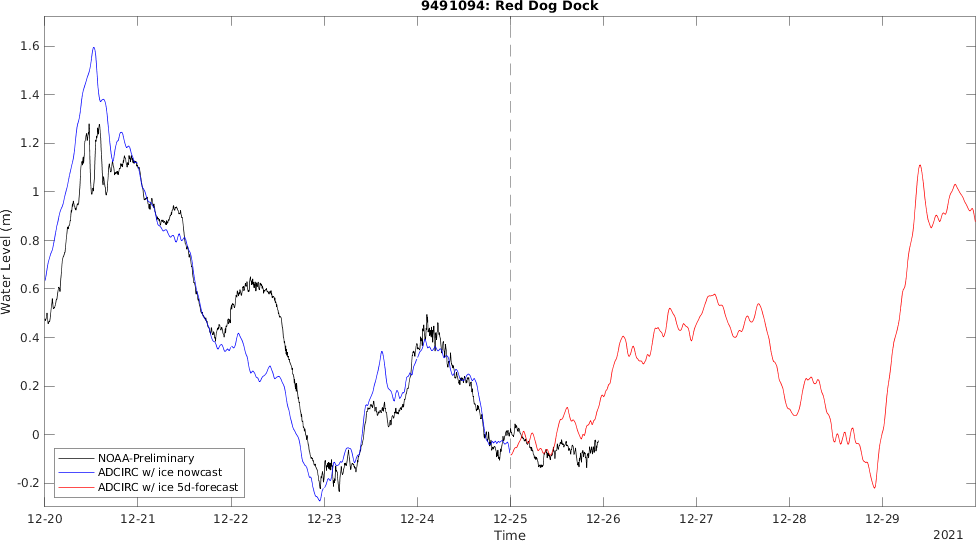 9491094: Red Dog Dock
Water Level (m)
1.6
1.4
1.2
1
0.8
0.6
0.4
0.2
0
-0.2
NOAA-Preliminary
ADCIRC w/ ice nowcast
ADCIRC w/ ice 5d-forecast
12-20 12-21 12-22 12-23 12-24 12-25 12-26 12-27 12-28 12-29
Time
2021